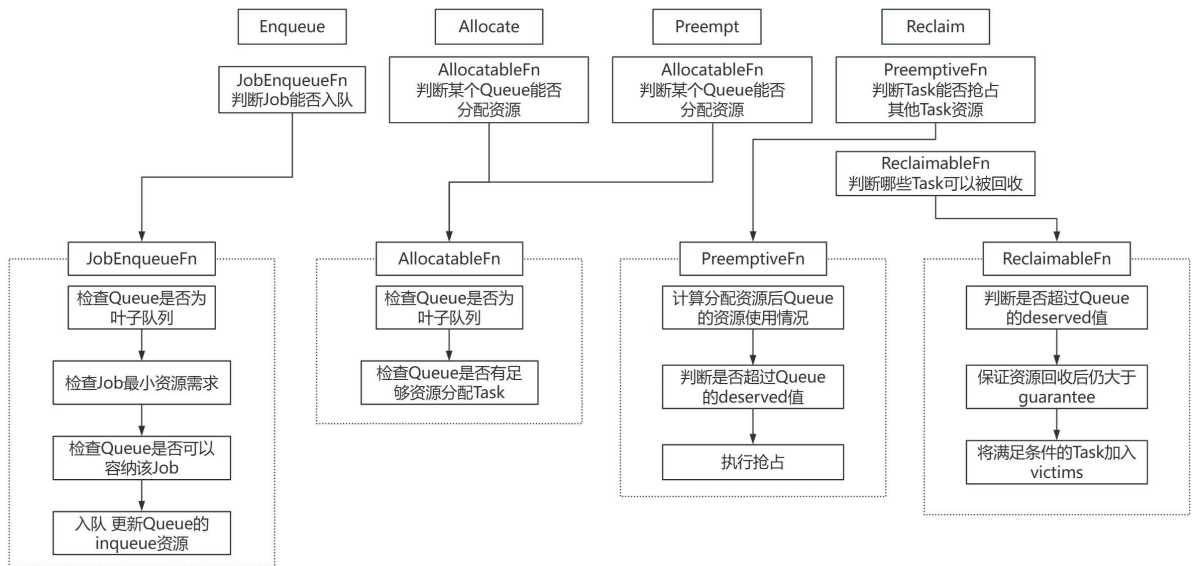 Enqueue
Allocate
Preempt
Reclaim
JobEnqueueFn
判断Job能否入队
AllocatableFn
判断某个Queue能否
分配资源
AllocatableFn
判断某个Queue能否
分配资源
PreemptiveFn
判断Task能否抢占
其他Task资源
ReclaimableFn
判断哪些Task可以被回收
JobEnqueueFn
检查Queue是否为
叶子队列
检查Job最小资源需求
检查Queue是否可以
容纳该Job
入队 更新Queue的
inqueue资源
AllocatableFn
检查Queue是否为
叶子队列
检查Queue是否有足
够资源分配Task
PreemptiveFn
计算分配资源后Queue
的资源使用情况
判断是否超过Queue
的deserved值
执行抢占
ReclaimableFn
判断是否超过Queue
的deserved值
保证资源回收后仍大于
guarantee
将满足条件的Task加入
victims